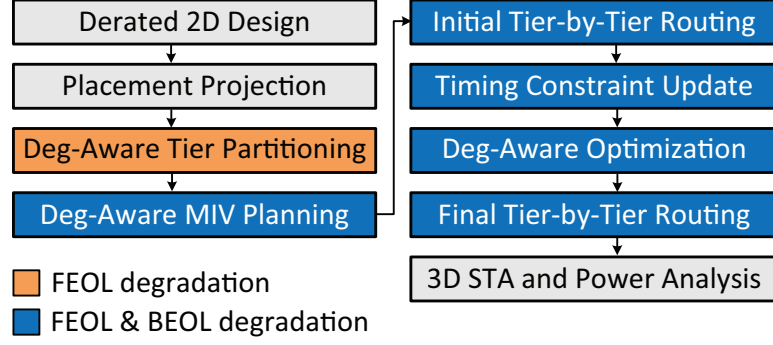 Derated 2D Design
Placement Projection
Deg-Aware Tier Partitioning
Deg-Aware MIV Planning
Initial Tier-by-Tier Routing
Timing Constraint Update
Deg-Aware Optimization
Final Tier-by-Tier Routing
3D STA and Power Analysis
FEOL degradation
FEOL & BEOL degradation